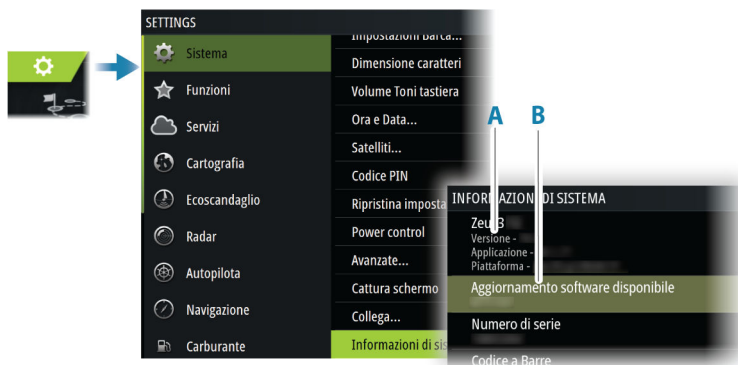 SETTINGS
Sistema
Funzioni
Servizi
Cartografia
Ecoscandaglio
Radar
Autopilota
Navigazione
Carburante
Impostazioni Barca...
Dimensione caratteri
Volume Toni tastiera
Ora e Data...
Satelliti...
Codice PIN
Ripristina imposta
Power control
Avanzate...
Cattura schermo
Collega...
Informazioni di sis
A
B
INFORMAZIONI DI SISTEMA
Zeus3
Versione -
Applicazione -
Piattaforma -
Aggiornamento software disponibile
Numero di serie
Codice a Barre